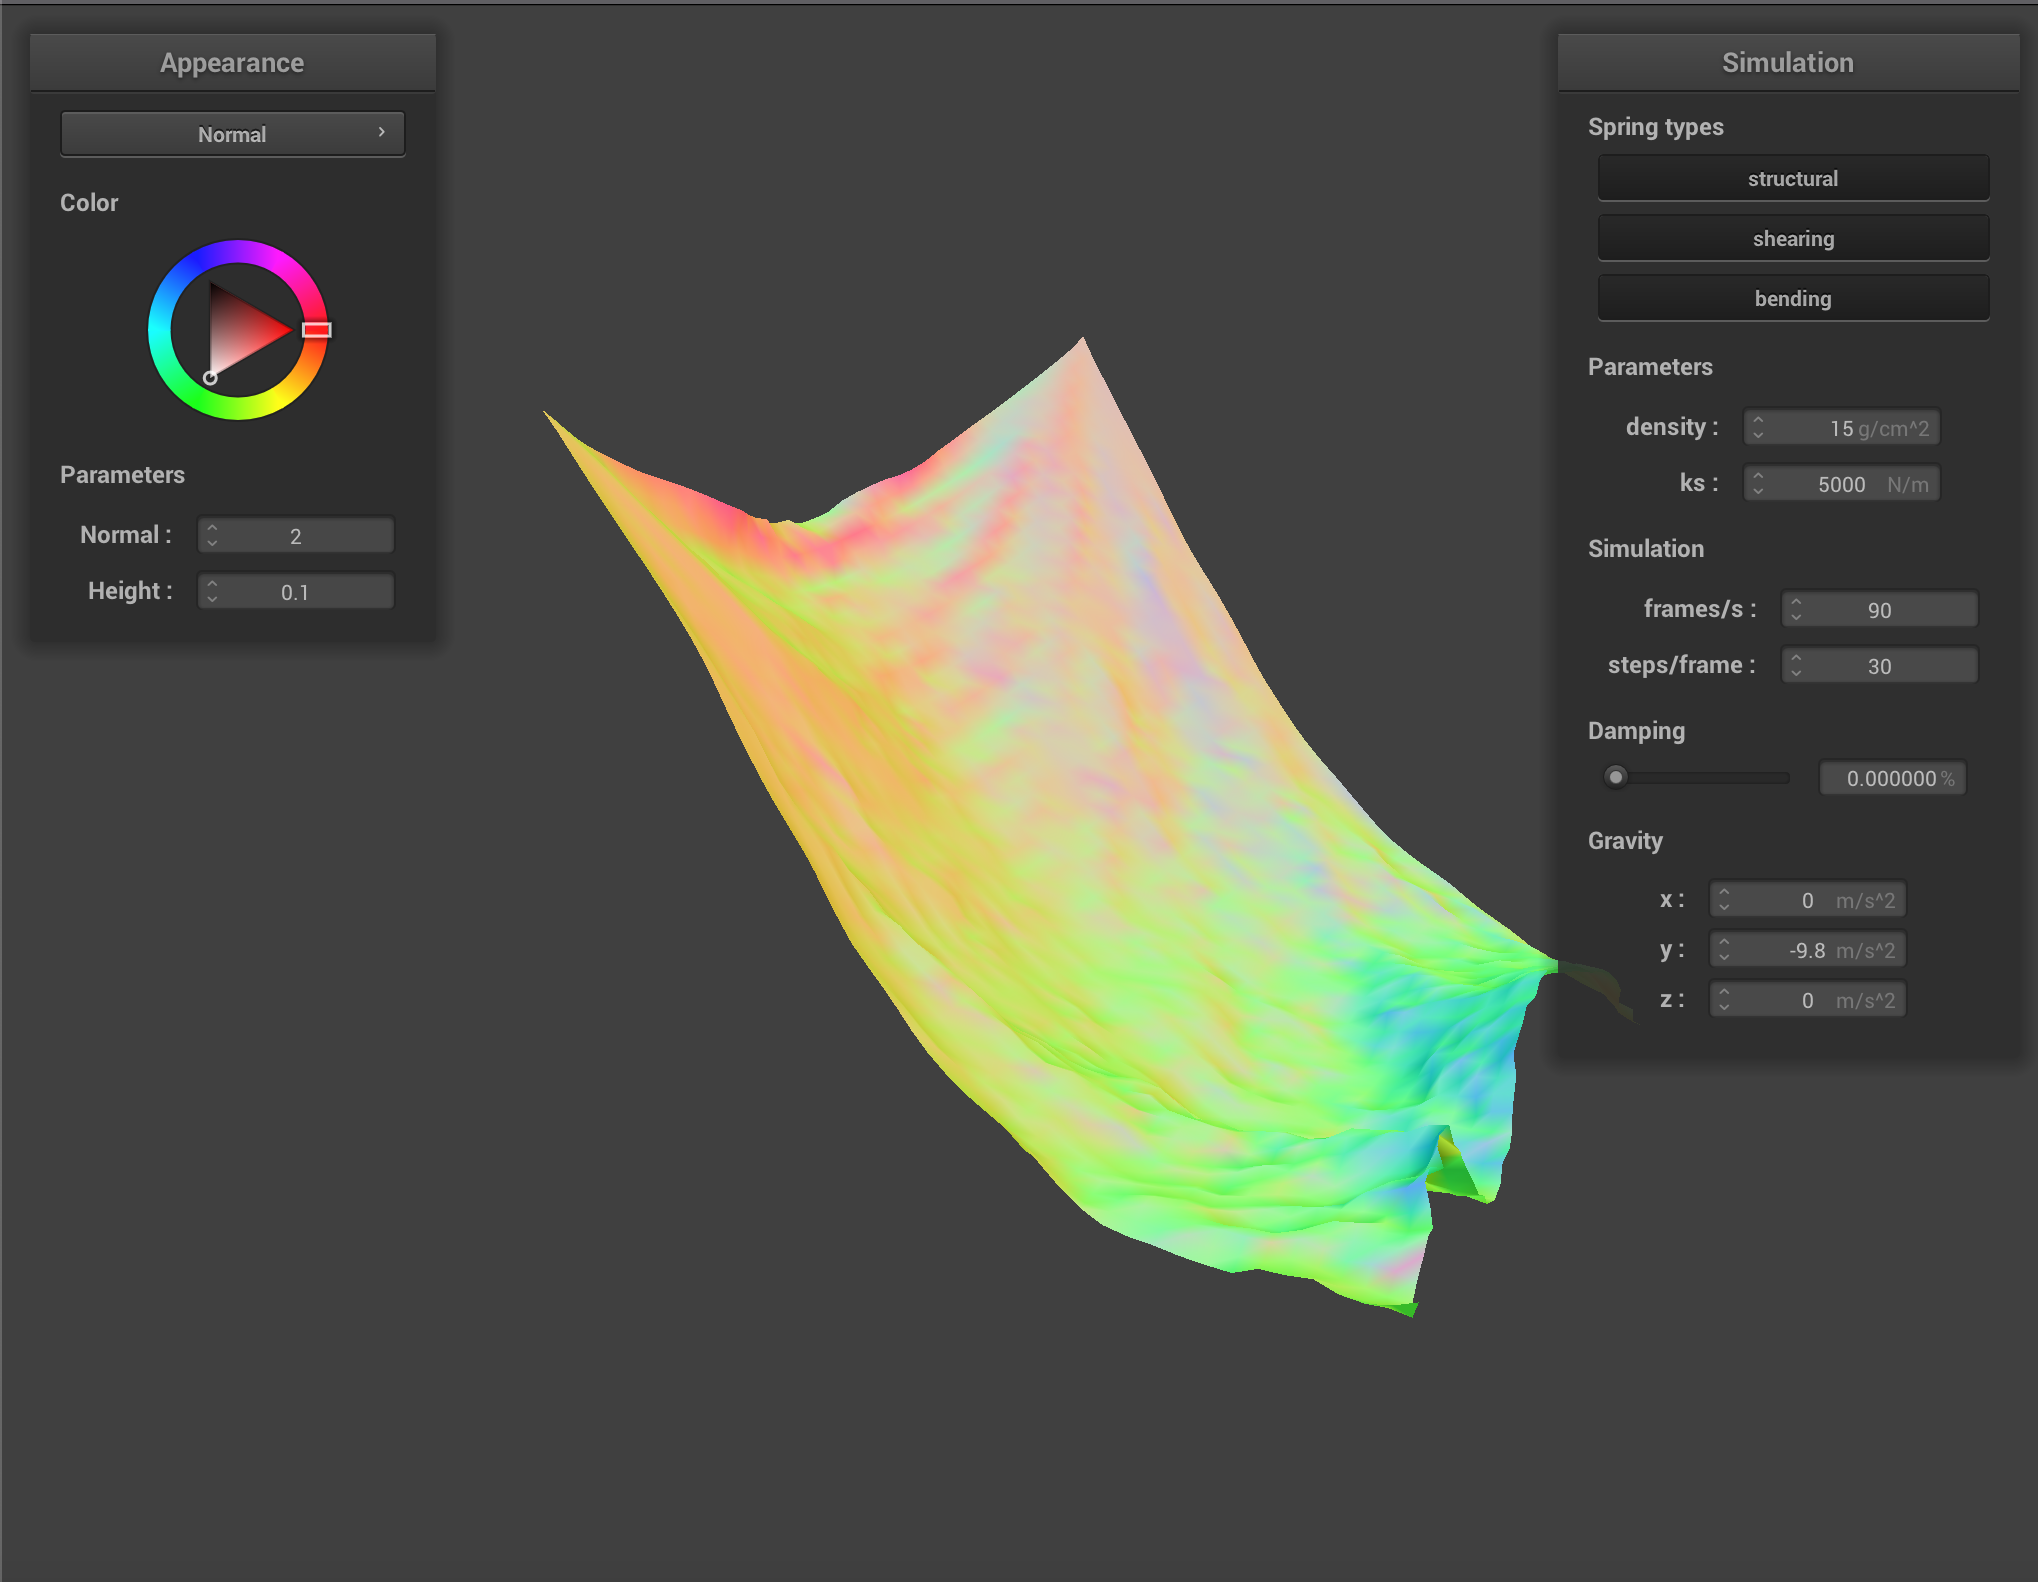 Appearance
Normal
Color
Parameters
Normal : 2
Height : 0.1
Simulation
Spring types
structural
shearing
bending
Parameters
density : 15 g/cm^2
ks : 5000 N/m
Simulation
frames/s : 90
steps/frame : 30
Damping
0.000000 %
Gravity
x : 0 m/s^2
y : -9.8 m/s^2
z : 0 m/s^2